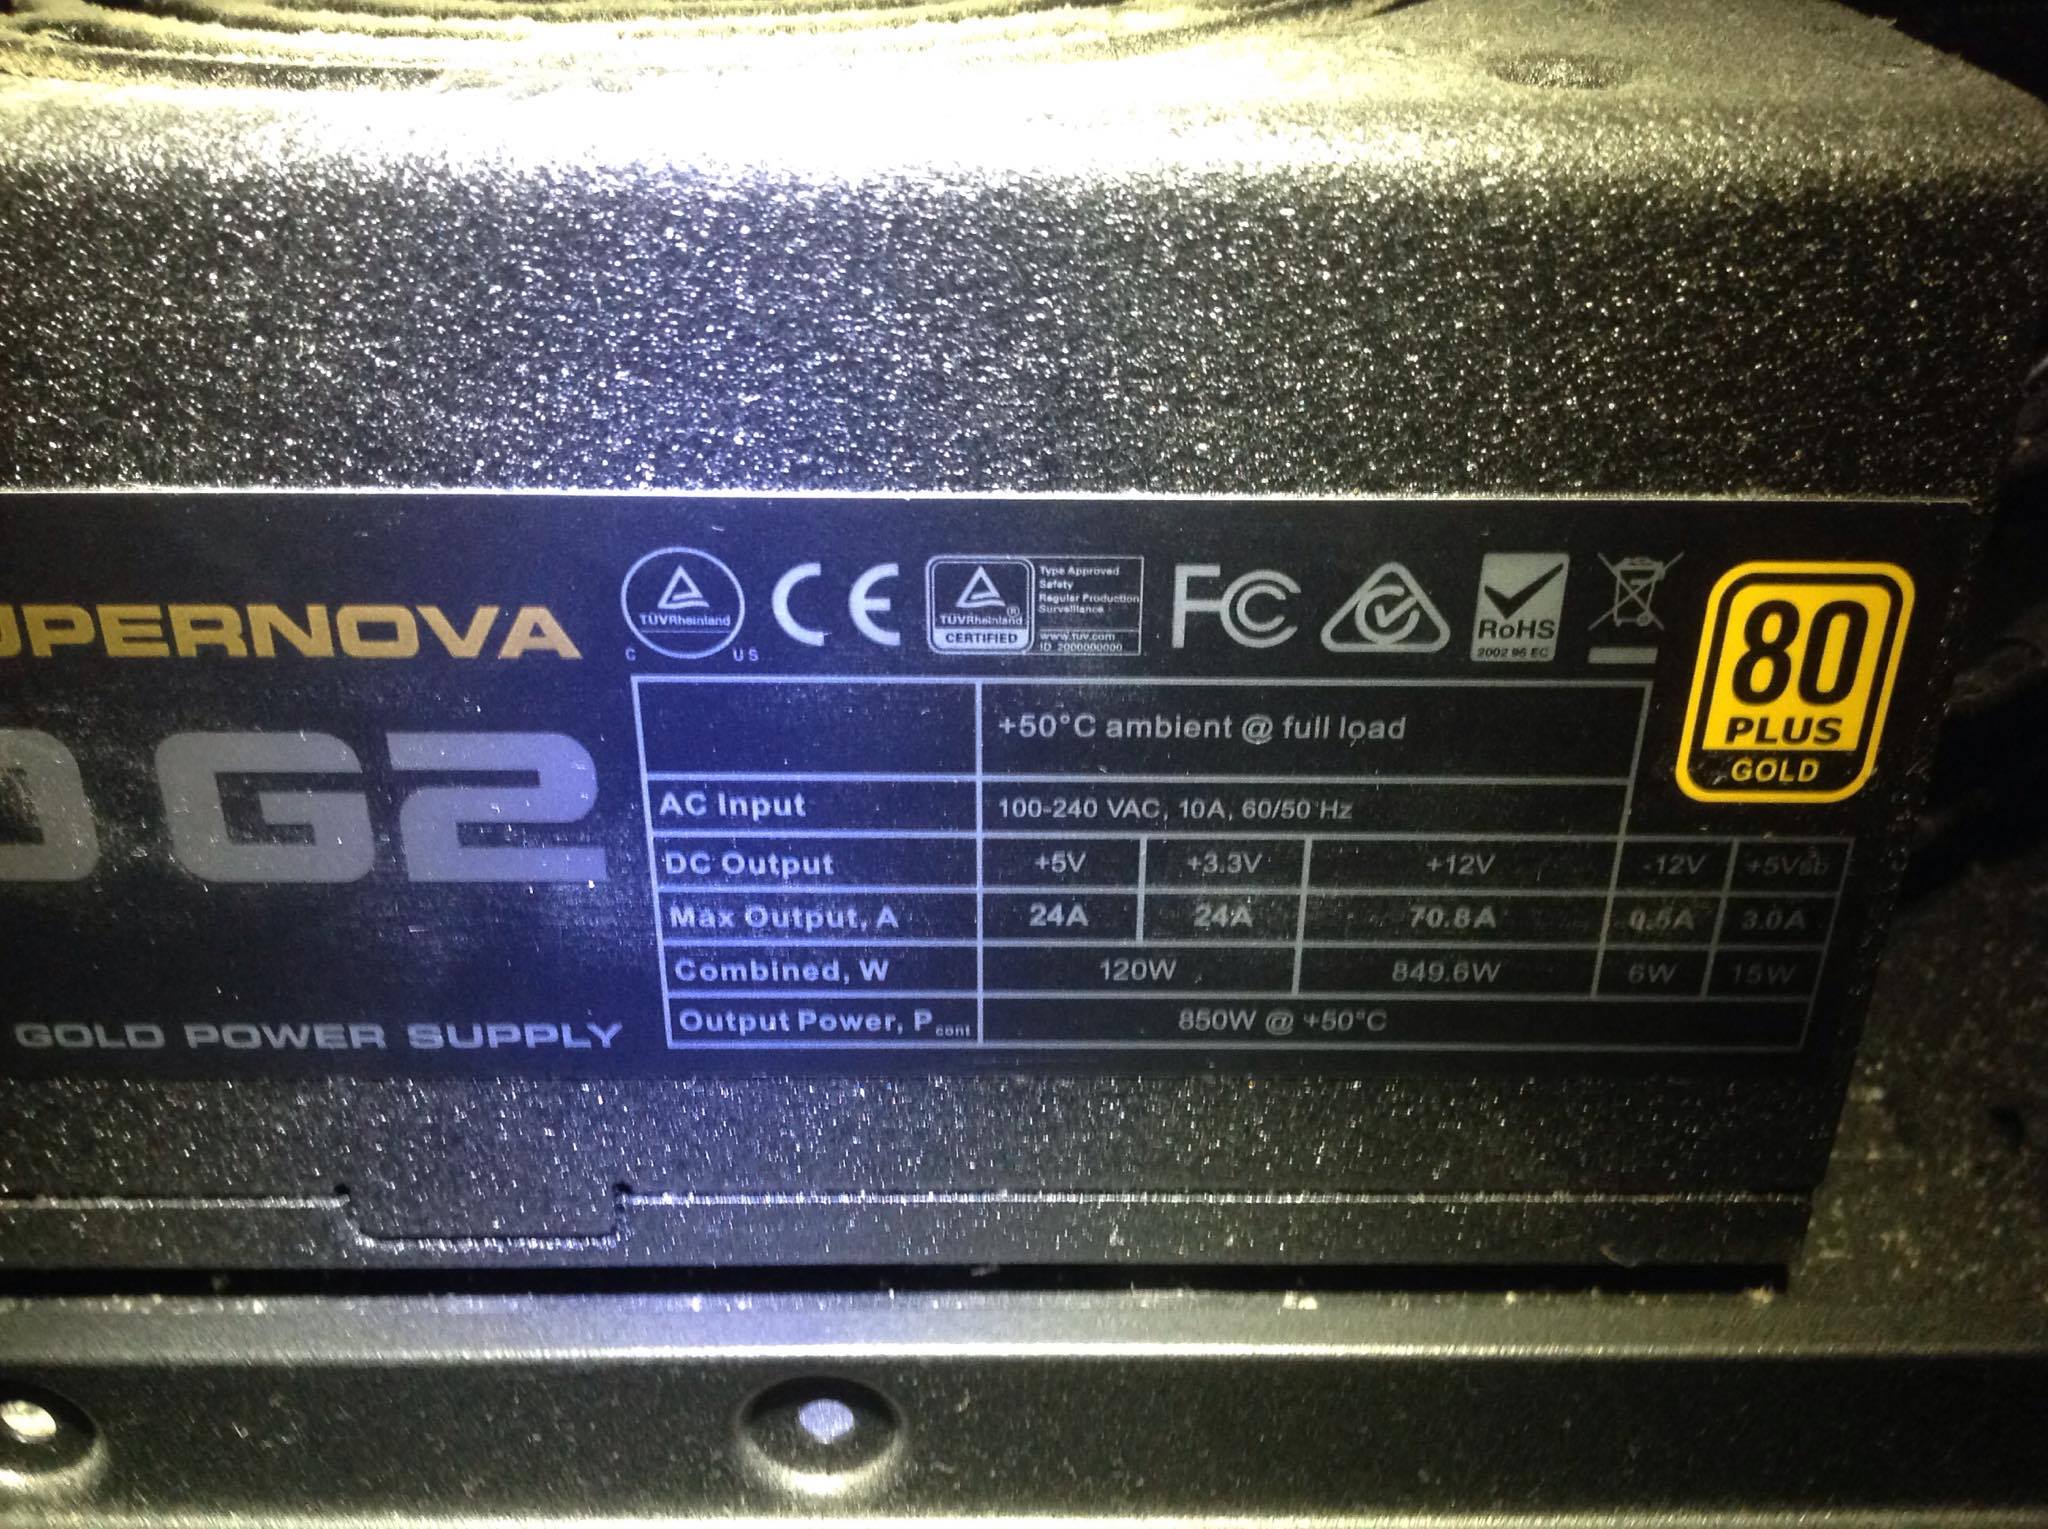 UPERNOVA
0 G2
GOLD POWER SUPPLY
TÜVRheinland
C US
CE
TÜVRheinland®
CERTIFIED
Type Approved
Safety
Regular Production
Surveillance
www.tuv.com
ID 2000000000
FC
RoHS
2002 95 EC
80
PLUS
GOLD
+50°C ambient @ full load
AC Input 100-240 VAC, 10A, 60/50 Hz
DC Output +5V +3.3V +12V -12V +5Vsb
Max Output, A 24A 24A 70.8A 0.5A 3.0A
Combined, W 120W 849.6W 6W 15W
Output Power, Pcont 850W @ +50°C